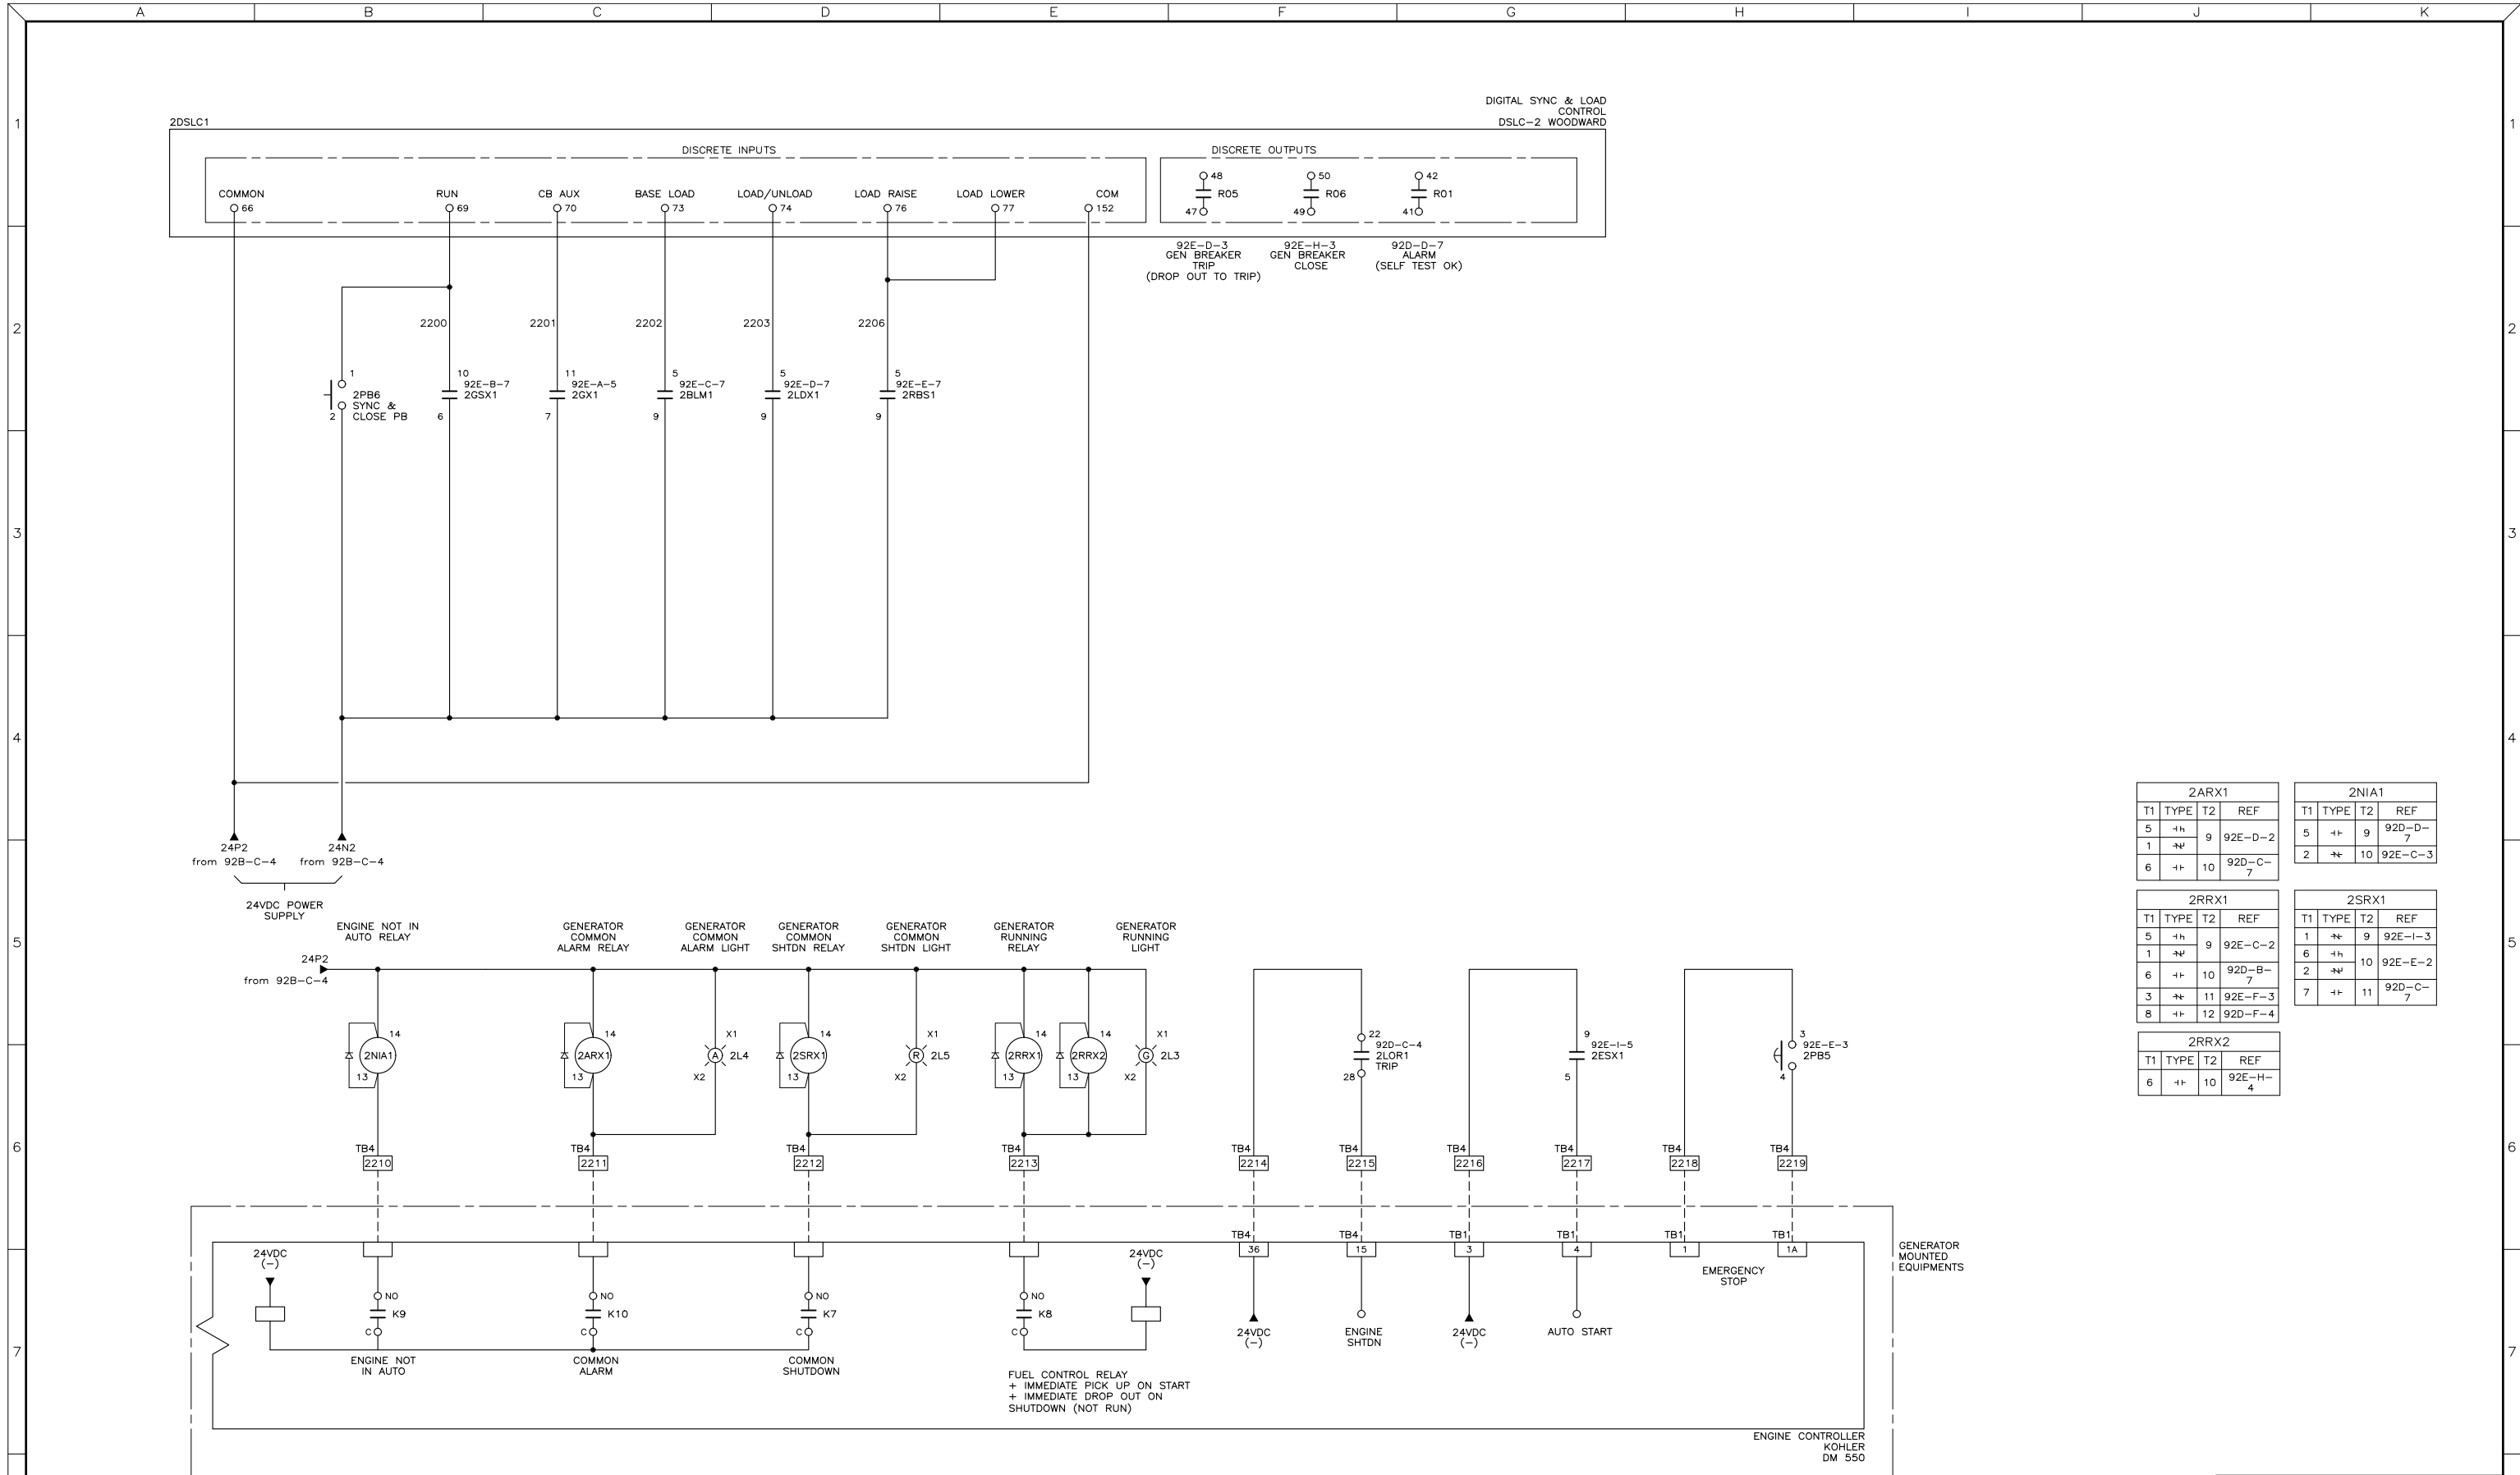 A B C D E F G H I J K
1
1
2
2
3
3
4
4
5
5
6
6
7
7
DIGITAL SYNC & LOAD
CONTROL
DSLC-2 WOODWARD
2DSLC1
DISCRETE INPUTS
DISCRETE OUTPUTS
COMMON
66
RUN
69
CB AUX
70
BASE LOAD
73
LOAD/UNLOAD
74
LOAD RAISE
76
LOAD LOWER
77
COM
152
48
R05
47
50
R06
49
42
R01
41
92E-D-3
GEN BREAKER
TRIP
(DROP OUT TO TRIP)
92E-H-3
GEN BREAKER
CLOSE
92D-D-7
ALARM
(SELF TEST OK)
2200
2201
2202
2203
2206
1
2PB6
SYNC &
CLOSE PB
2
10
92E-B-7
2GSX1
6
11
92E-A-5
2GX1
7
5
92E-C-7
2BLM1
9
5
92E-D-7
2LDX1
9
5
92E-E-7
2RBS1
9
24P2
from 92B-C-4
24N2
from 92B-C-4
24VDC POWER
SUPPLY
2ARX1
T1 TYPE T2 REF
5 9 92E-D-2
1
6 10 92D-C-
7
2NIA1
T1 TYPE T2 REF
5 9 92D-D-
7
2 10 92E-C-3
2RRX1
T1 TYPE T2 REF
5 9 92E-C-2
1
6 10 92D-B-
7
3 11 92E-F-3
8 12 92D-F-4
2SRX1
T1 TYPE T2 REF
1 9 92E-I-3
6 10 92E-E-2
2
7 11 92D-C-
7
2RRX2
T1 TYPE T2 REF
6 10 92E-H-
4
ENGINE NOT IN
AUTO RELAY
GENERATOR
COMMON
ALARM RELAY
GENERATOR
COMMON
ALARM LIGHT
GENERATOR
COMMON
SHTDN RELAY
GENERATOR
COMMON
SHTDN LIGHT
GENERATOR
RUNNING
RELAY
GENERATOR
RUNNING
LIGHT
24P2
from 92B-C-4
14
2NIA1
13
14
2ARX1
13
X1
A 2L4
X2
14
2SRX1
13
X1
R 2L5
X2
14
2RRX1
13
14
2RRX2
13
X1
G 2L3
X2
22
92D-C-4
2LOR1
TRIP
28
9
92E-I-5
2ESX1
5
3
92E-E-3
2PB5
4
TB4
2210
TB4
2211
TB4
2212
TB4
2213
TB4
2214
TB4
2215
TB4
2216
TB4
2217
TB4
2218
TB4
2219
TB4
36
TB4
15
TB1
3
TB1
4
TB1
1
TB1
1A
GENERATOR
MOUNTED
EQUIPMENTS
24VDC
(-)
NO
K9
C
ENGINE NOT
IN AUTO
NO
K10
C
COMMON
ALARM
NO
K7
C
COMMON
SHUTDOWN
NO
K8
C
24VDC
(-)
FUEL CONTROL RELAY
+ IMMEDIATE PICK UP ON START
+ IMMEDIATE DROP OUT ON
SHUTDOWN (NOT RUN)
24VDC
(-)
ENGINE
SHTDN
24VDC
(-)
AUTO START
EMERGENCY
STOP
ENGINE CONTROLLER
KOHLER
DM 550